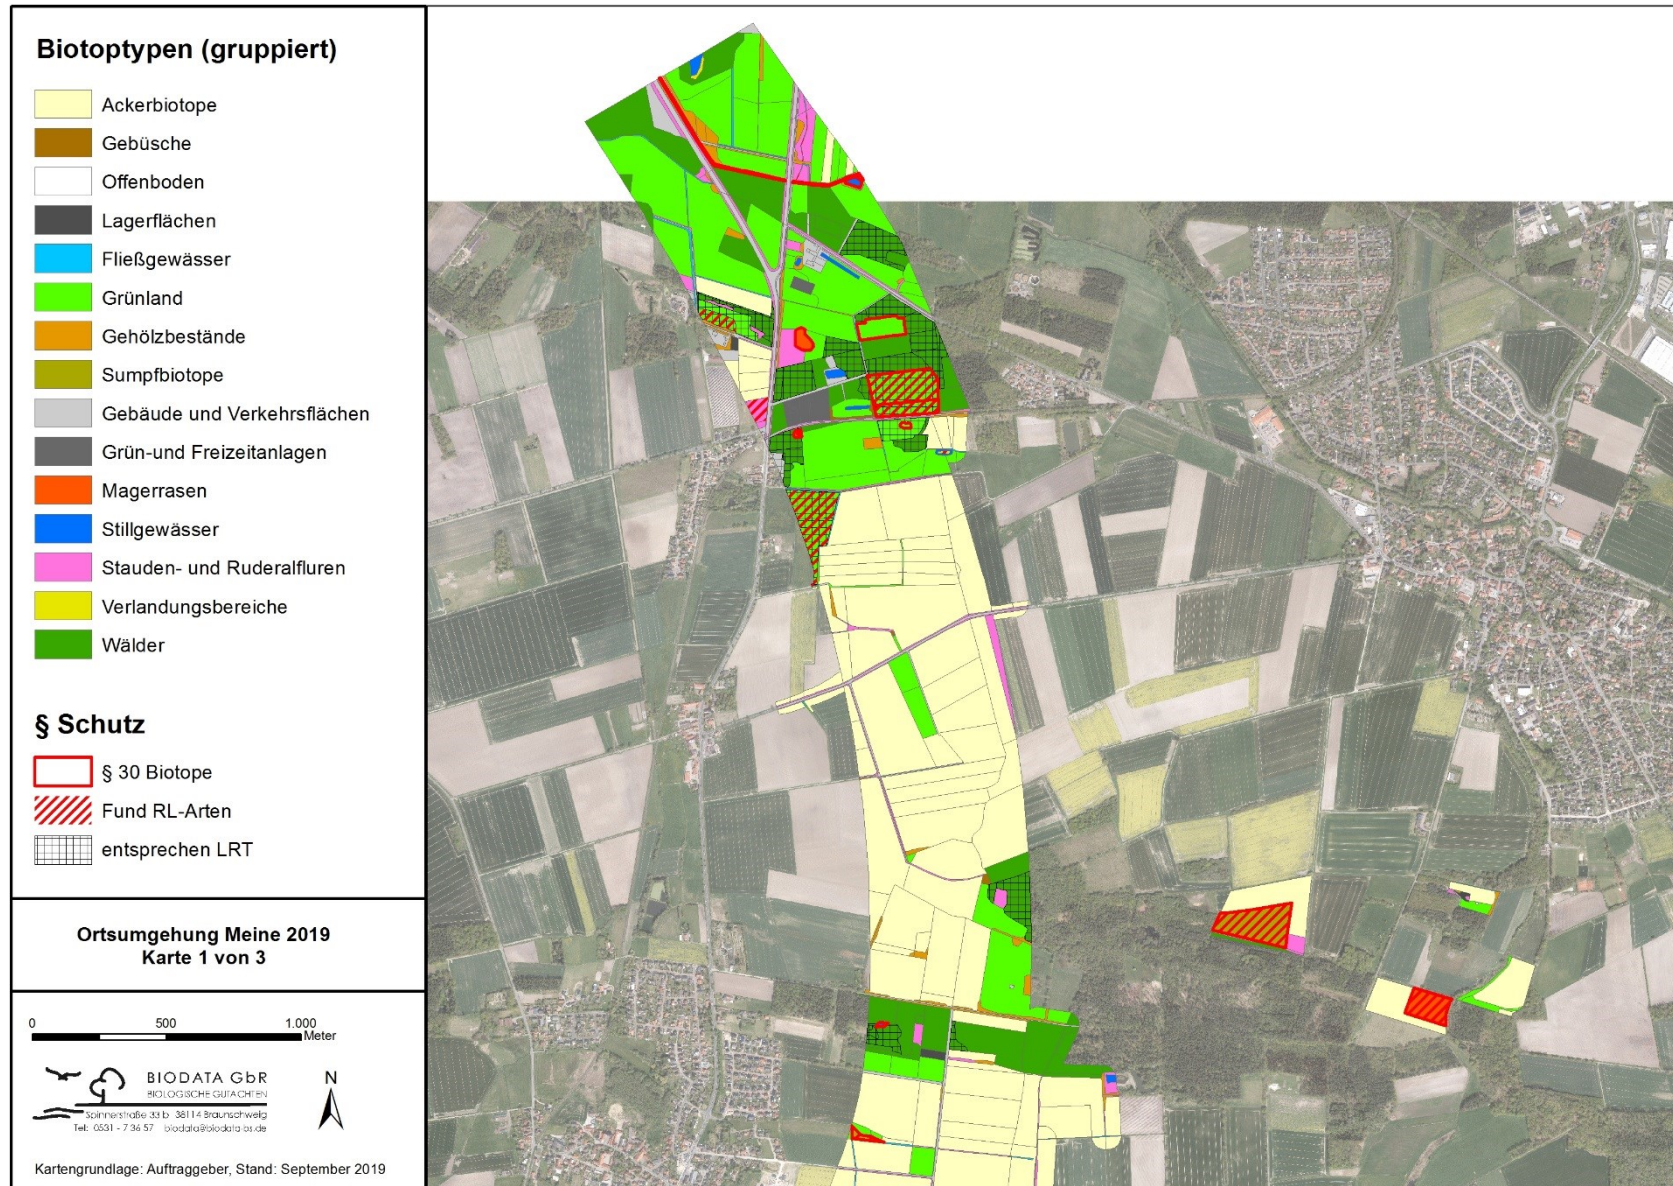 Biotoptypen (gruppiert)
Ackerbiotope
Gebüsche
Offenboden
Lagerflächen
Fließgewässer
Grünland
Gehölzbestände
Sumpfbiotope
Gebäude und Verkehrsflächen
Grün-und Freizeitanlagen
Magerrasen
Stillgewässer
Stauden- und Ruderalfluren
Verlandungsbereiche
Wälder
§ Schutz
§ 30 Biotope
Fund RL-Arten
entsprechen LRT
Ortsumgehung Meine 2019
Karte 1 von 3
0 500 1.000
Meter
BIODATA GbR
BIOLOGISCHE GUTACHTEN
Spinnerstraße 33 b 38114 Braunschweig
Tel: 0531 - 7 36 57 biodata@biodata-bs.de
N
Kartengrundlage: Auftraggeber, Stand: September 2019